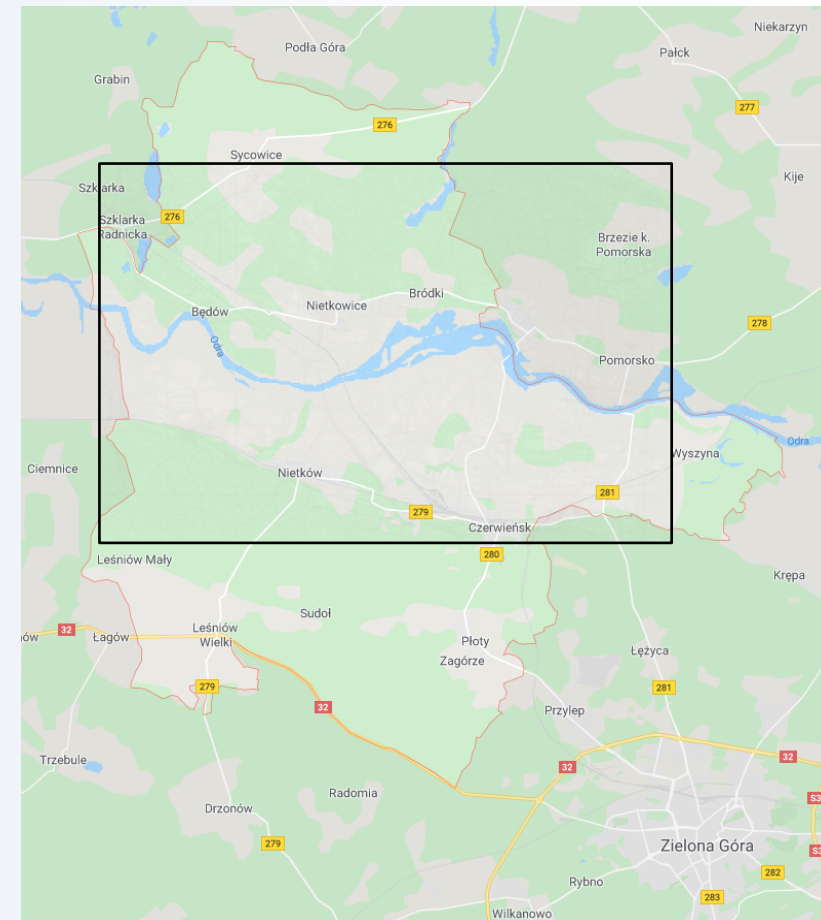 Niekarzyn
Podła Góra
Pałck
Grabin
277
276
Sycowice
Kije
Szklarka
276
Szklarka
Radnicka
Brzezie k.
Pomorska
Bródki
Nietkowice
Będów
278
Odra
Pomorsko
Odra
Wyszyna
Ciemnice
Nietków
281
279
Czerwieńsk
280
Leśniów Mały
Krępa
Sudoł
32
ów
Łagów
Leśniów
Wielki
Płoty
Łężyca
Zagórze
279
281
32
Przylep
Trzebule
32
32
Radomia
S3
Drzonów
279
Zielona Góra
S3
282
Rybno
283
Wilkanowo